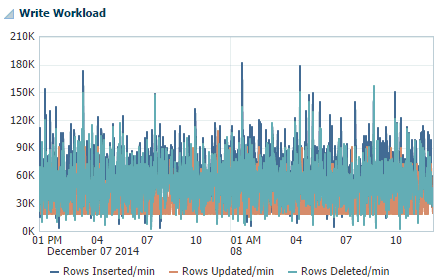 Write Workload
210K
180K
150K
120K
90K
60K
30K
0K
01 PM 04 07 10 01 AM 04 07 10
December 07 2014 08
Rows Inserted/min Rows Updated/min Rows Deleted/min